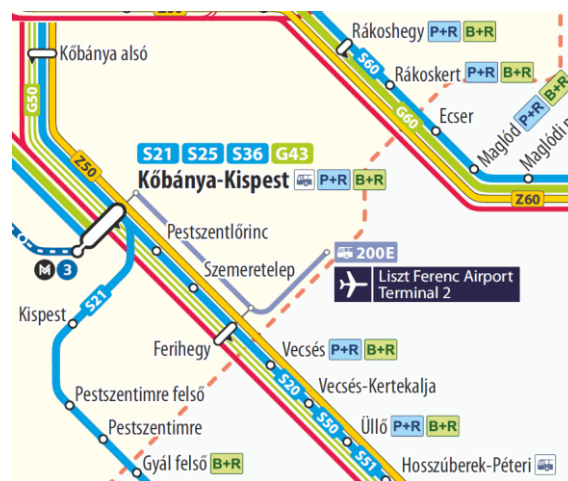 Rákoshegy P+R B+R
Kőbánya alsó
S60
Rákoskert P+R B+R
G50
G60
Ecser
Maglód P+R B+R
Maglódi
Z50
S21 S25 S36 G43
Kőbánya-Kispest P+R B+R
Z60
Pestszentlőrinc
200E
Szemeretelep
Liszt Ferenc Airport
Terminal 2
M 3
S21
Kispest
Ferihegy
Vecsés P+R B+R
S20
Vecsés-Kertekalja
Pestszentimre felső
S50
Üllő P+R B+R
Pestszentimre
S51
Gyál felső B+R
Hosszúberek-Péteri